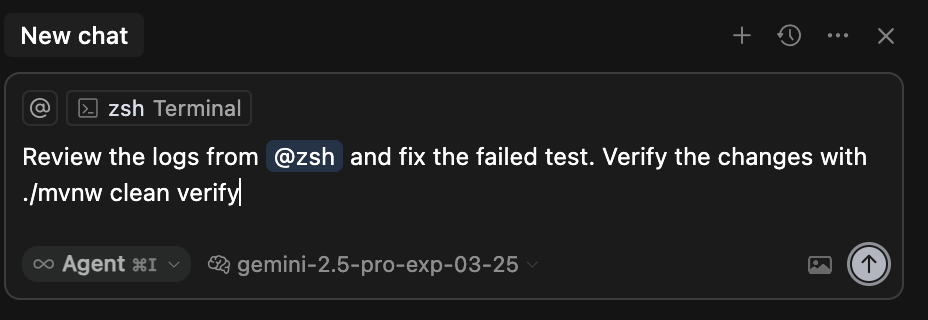 New chat
@ zsh Terminal
Review the logs from @zsh and fix the failed test. Verify the changes with
./mvnw clean verify
Agent ⌘I gemini-2.5-pro-exp-03-25